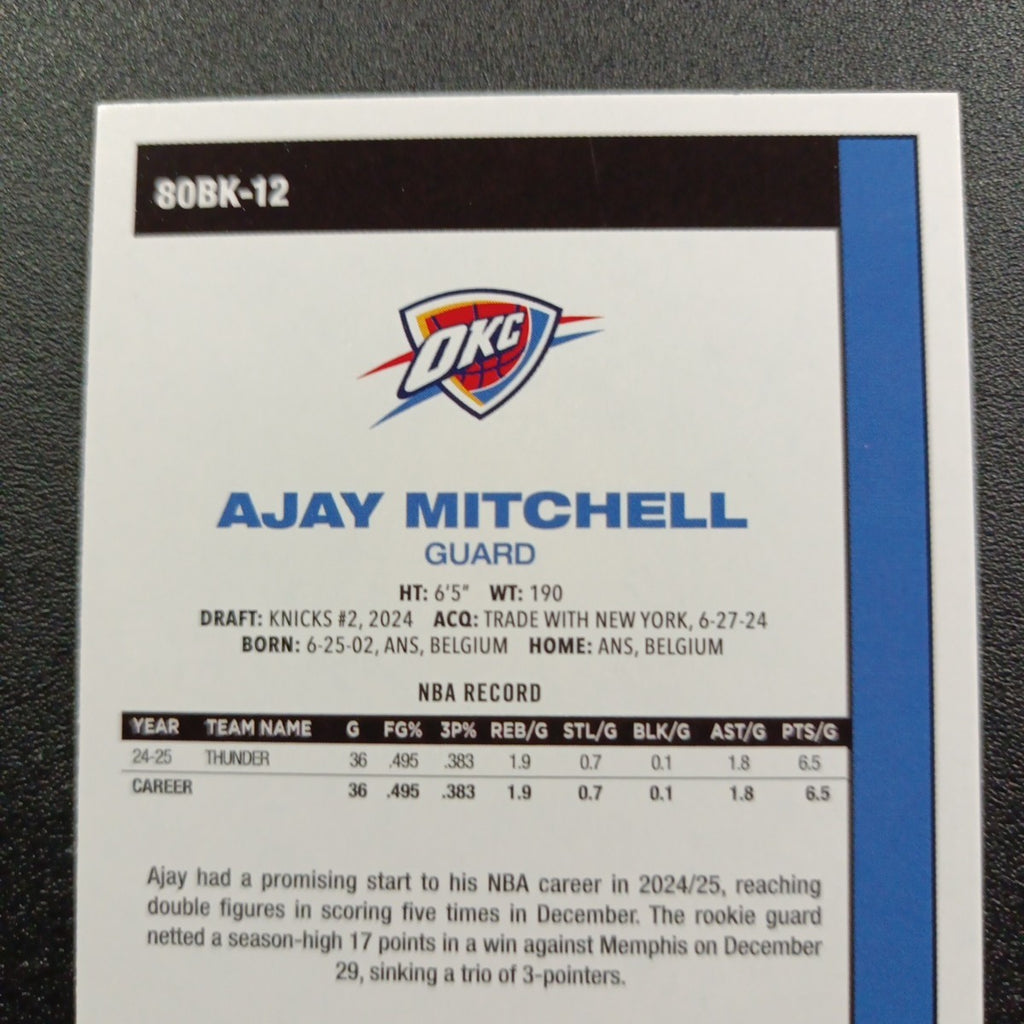 80BK-12
OKC
AJAY MITCHELL
GUARD
HT: 6'5" WT: 190
DRAFT: KNICKS #2, 2024 ACQ: TRADE WITH NEW YORK, 6-27-24
BORN: 6-25-02, ANS, BELGIUM HOME: ANS, BELGIUM
NBA RECORD
YEAR TEAM NAME G FG% 3P% REB/G STL/G BLK/G AST/G PTS/G
24-25 THUNDER 36 .495 .383 1.9 0.7 0.1 1.8 6.5
CAREER 36 .495 .383 1.9 0.7 0.1 1.8 6.5
Ajay had a promising start to his NBA career in 2024/25, reaching
double figures in scoring five times in December. The rookie guard
netted a season-high 17 points in a win against Memphis on December
29, sinking a trio of 3-pointers.